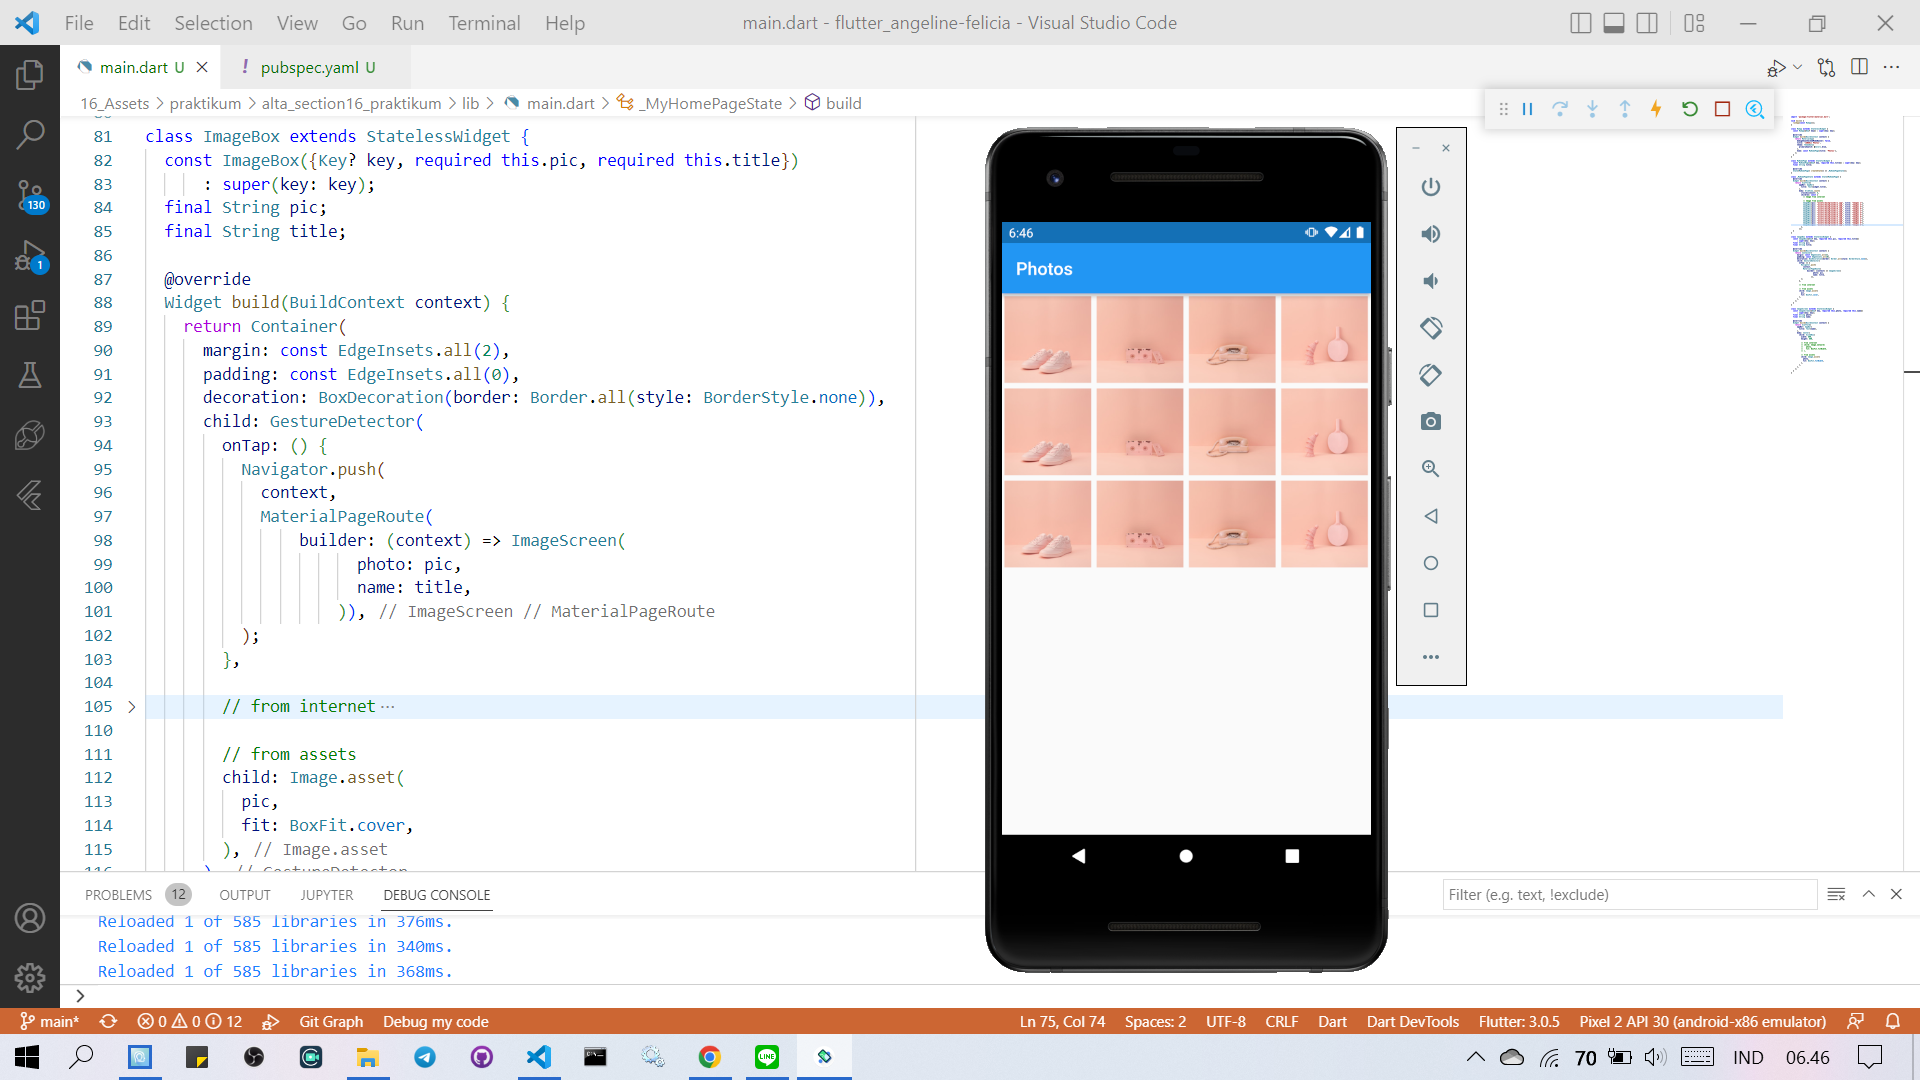 File Edit Selection View Go Run Terminal Help
main.dart - flutter_angeline-felicia - Visual Studio Code
main.dart U
! pubspec.yaml U
16_Assets > praktikum > alta_section16_praktikum > lib > main.dart > _MyHomePageState > build
81 class ImageBox extends StatelessWidget {
82 const ImageBox({Key? key, required this.pic, required this.title})
83 : super(key: key);
84 final String pic;
85 final String title;
86
87 @override
88 Widget build(BuildContext context) {
89 return Container(
90 margin: const EdgeInsets.all(2),
91 padding: const EdgeInsets.all(0),
92 decoration: BoxDecoration(border: Border.all(style: BorderStyle.none)),
93 child: GestureDetector(
94 onTap: () {
95 Navigator.push(
96 context,
97 MaterialPageRoute(
98 builder: (context) => ImageScreen(
99 photo: pic,
100 name: title,
101 )), // ImageScreen // MaterialPageRoute
102 );
103 },
104
105 // from internet ...
110
111 // from assets
112 child: Image.asset(
113 pic,
114 fit: BoxFit.cover,
115 ), // Image.asset
116 ), // GestureDetector
130
1
6:46
Photos
PROBLEMS 12 OUTPUT JUPYTER DEBUG CONSOLE
Filter (e.g. text, !exclude)
Reloaded 1 of 585 libraries in 376ms.
Reloaded 1 of 585 libraries in 340ms.
Reloaded 1 of 585 libraries in 368ms.
main* 0 0 12 Git Graph Debug my code
Ln 75, Col 74 Spaces: 2 UTF-8 CRLF Dart Dart DevTools Flutter: 3.0.5 Pixel 2 API 30 (android-x86 emulator)
70 IND 06.46